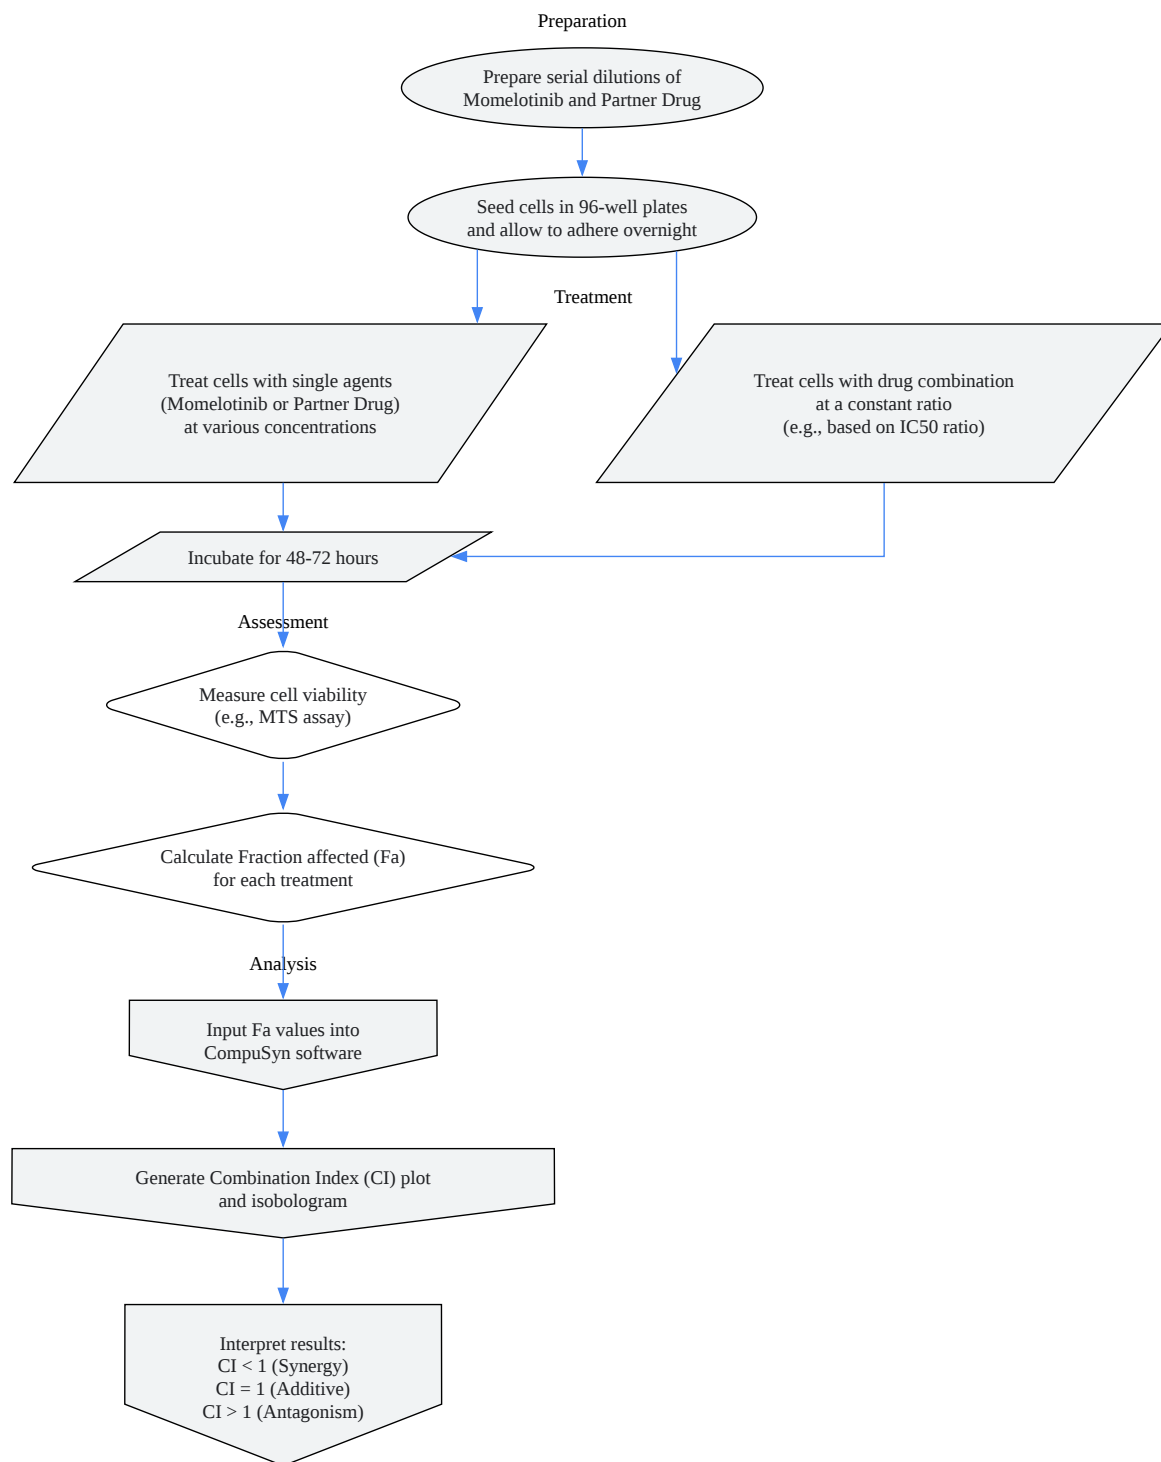 Preparation
Prepare serial dilutions of
Momelotinib and Partner Drug
Seed cells in 96-well plates
and allow to adhere overnight
Treatment
Treat cells with single agents
(Momelotinib or Partner Drug)
at various concentrations
Treat cells with drug combination
at a constant ratio
(e.g., based on IC50 ratio)
Incubate for 48-72 hours
Assessment
Measure cell viability
(e.g., MTS assay)
Calculate Fraction affected (Fa)
for each treatment
Analysis
Input Fa values into
CompuSyn software
Generate Combination Index (CI) plot
and isobologram
Interpret results:
CI < 1 (Synergy)
CI = 1 (Additive)
CI > 1 (Antagonism)